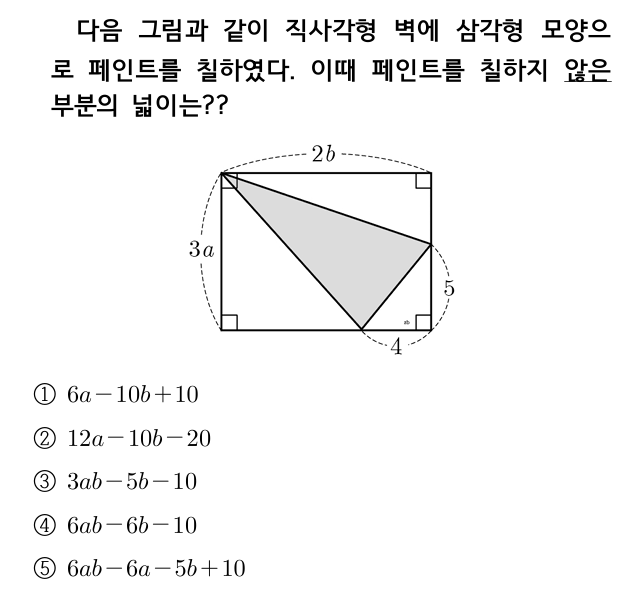 다음 그림과 같이 직사각형 벽에 삼각형 모양으
로 페인트를 칠하였다. 이때 페인트를 칠하지 않은
부분의 넓이는??
2b
3a
5
4
① 6a−10b+10
② 12a−10b−20
③ 3ab−5b−10
④ 6ab−6b−10
⑤ 6ab−6a−5b+10